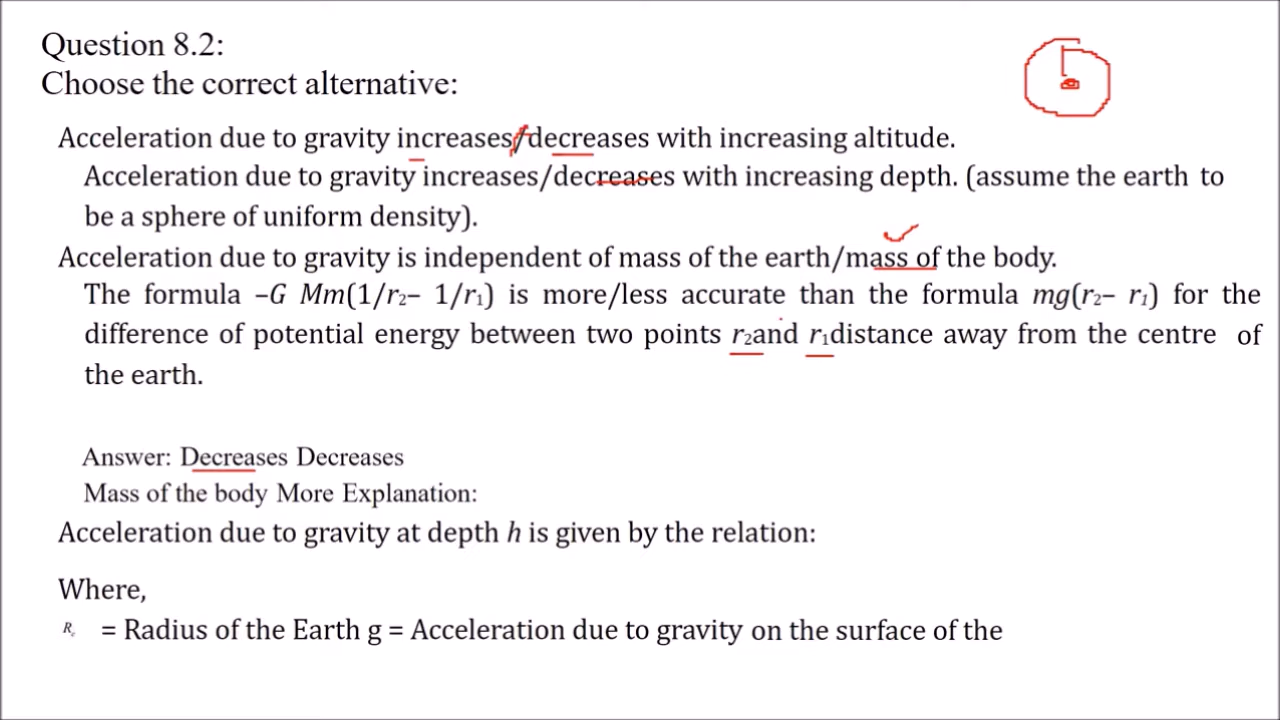 Question 8.2:
Choose the correct alternative:
Acceleration due to gravity increases/decreases with increasing altitude.
Acceleration due to gravity increases/decreases with increasing depth. (assume the earth to
be a sphere of uniform density).
Acceleration due to gravity is independent of mass of the earth/mass of the body.
The formula –G Mm(1/r₂– 1/r₁) is more/less accurate than the formula mg(r₂– r₁) for the
difference of potential energy between two points r₂and r₁distance away from the centre of
the earth.
Answer: Decreases Decreases
Mass of the body More Explanation:
Acceleration due to gravity at depth h is given by the relation:
Where,
Rₑ = Radius of the Earth g = Acceleration due to gravity on the surface of the